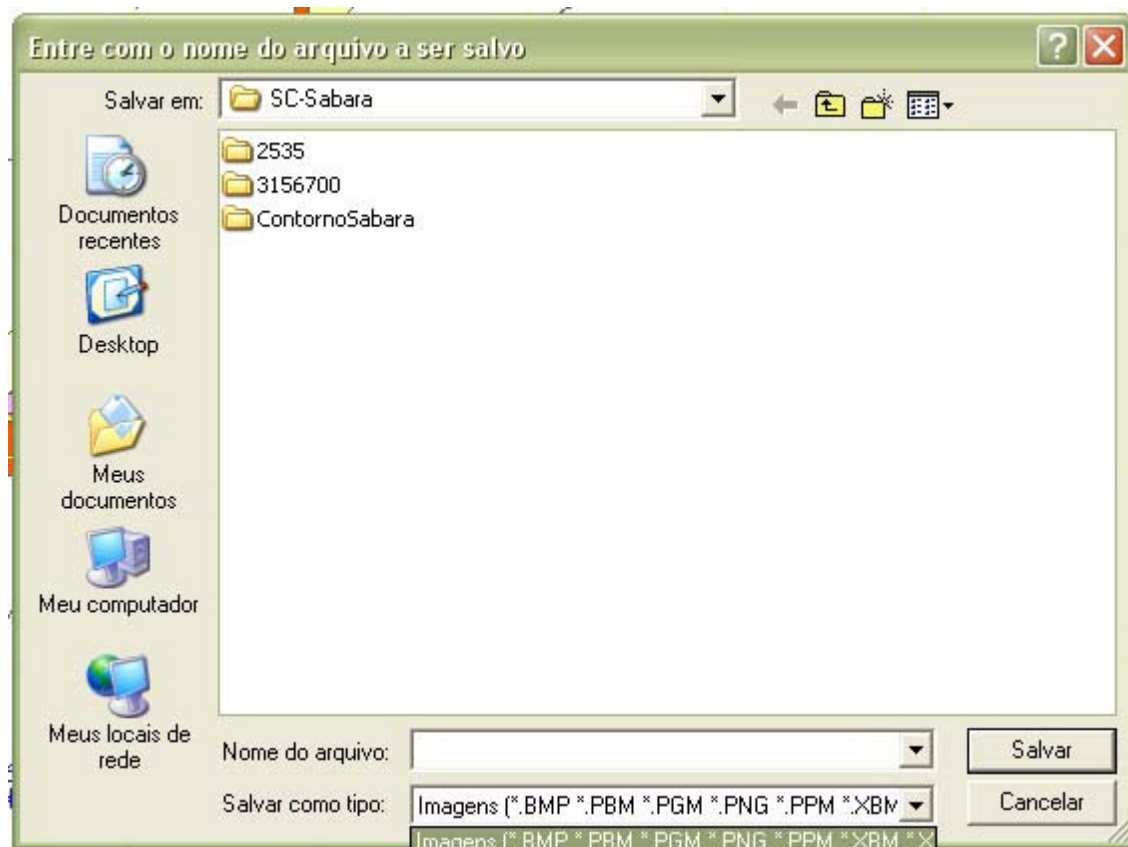 Entre com o nome do arquivo a ser salvo
Salvar em: SC-Sabara
2535
3156700
ContornoSabara
Documentos
recentes
Desktop
Meus
documentos
Meu computador
Meus locais de
rede
Nome do arquivo:
Salvar
Salvar como tipo: Imagens (*.BMP *.PBM *.PGM *.PNG *.PPM *.XBM
Cancelar
Imagens (*.BMP *.PBM *.PGM *.PNG *.PPM *.XBM *.X